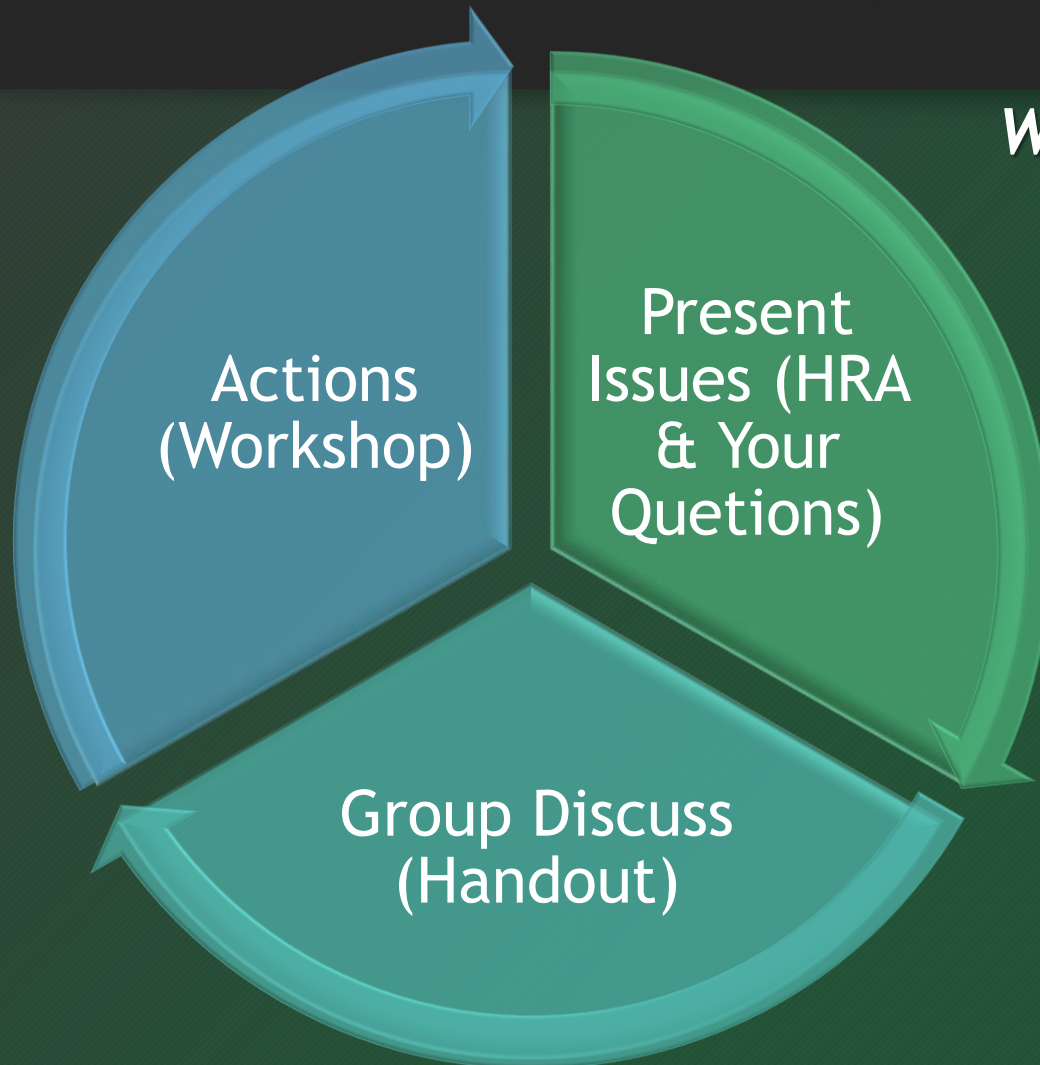 W
Present
Issues (HRA
& Your
Quetions)
Group Discuss
(Handout)
Actions
(Workshop)